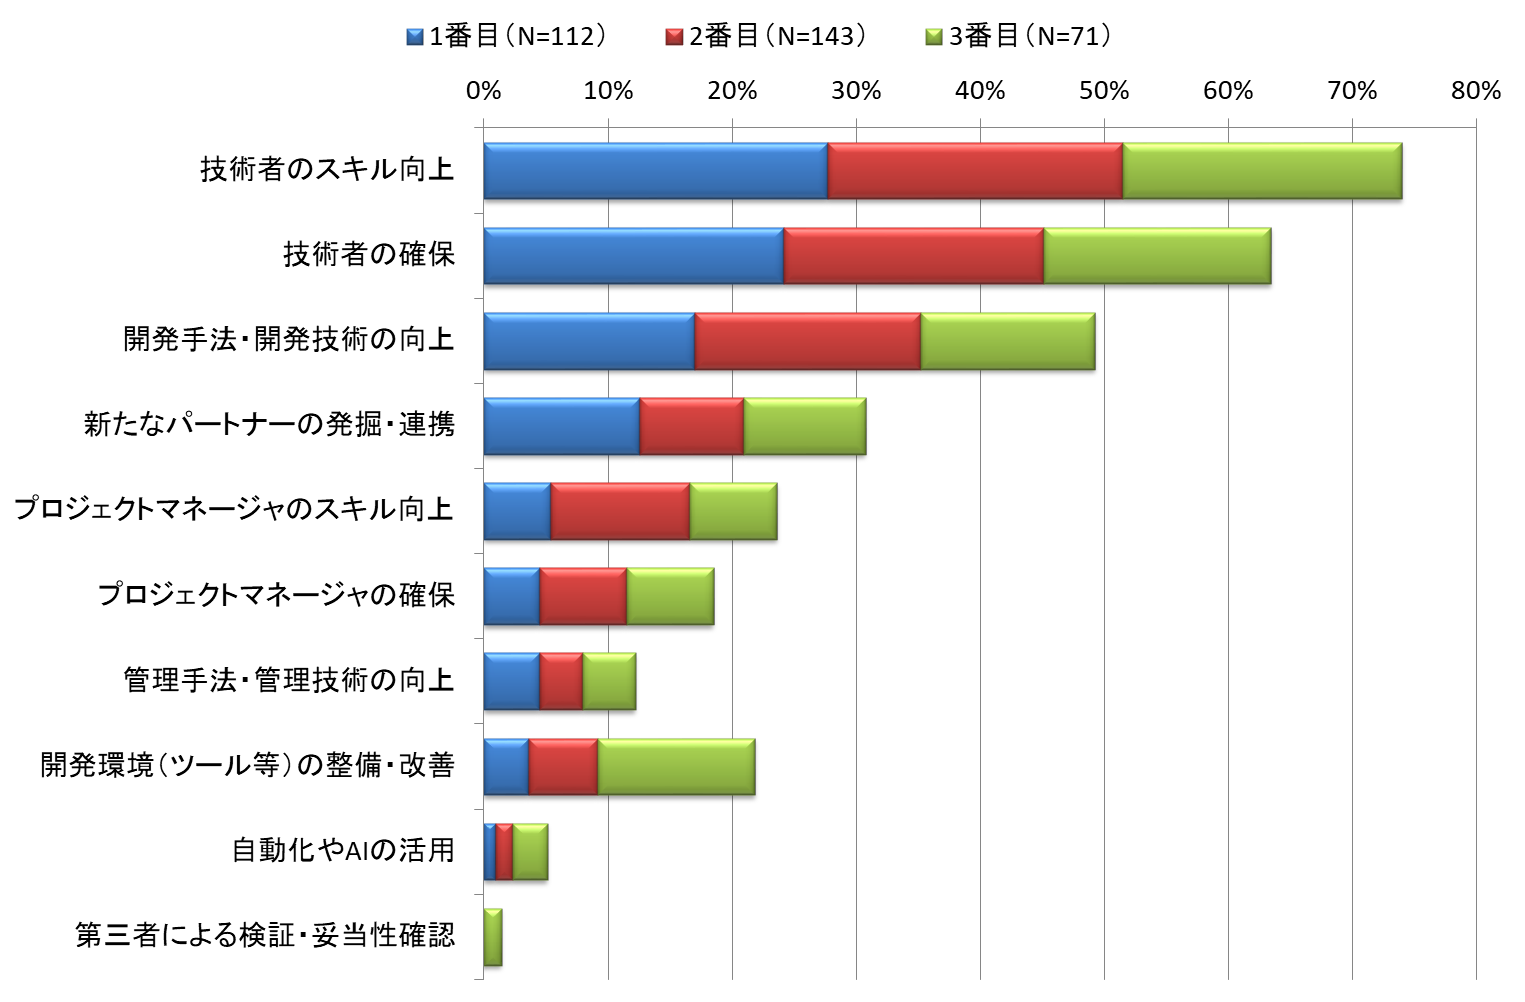 1番目（N=112） 2番目（N=143） 3番目（N=71）
0% 10% 20% 30% 40% 50% 60% 70% 80%
技術者のスキル向上
技術者の確保
開発手法・開発技術の向上
新たなパートナーの発掘・連携
プロジェクトマネージャのスキル向上
プロジェクトマネージャの確保
管理手法・管理技術の向上
開発環境（ツール等）の整備・改善
自動化やAIの活用
第三者による検証・妥当性確認